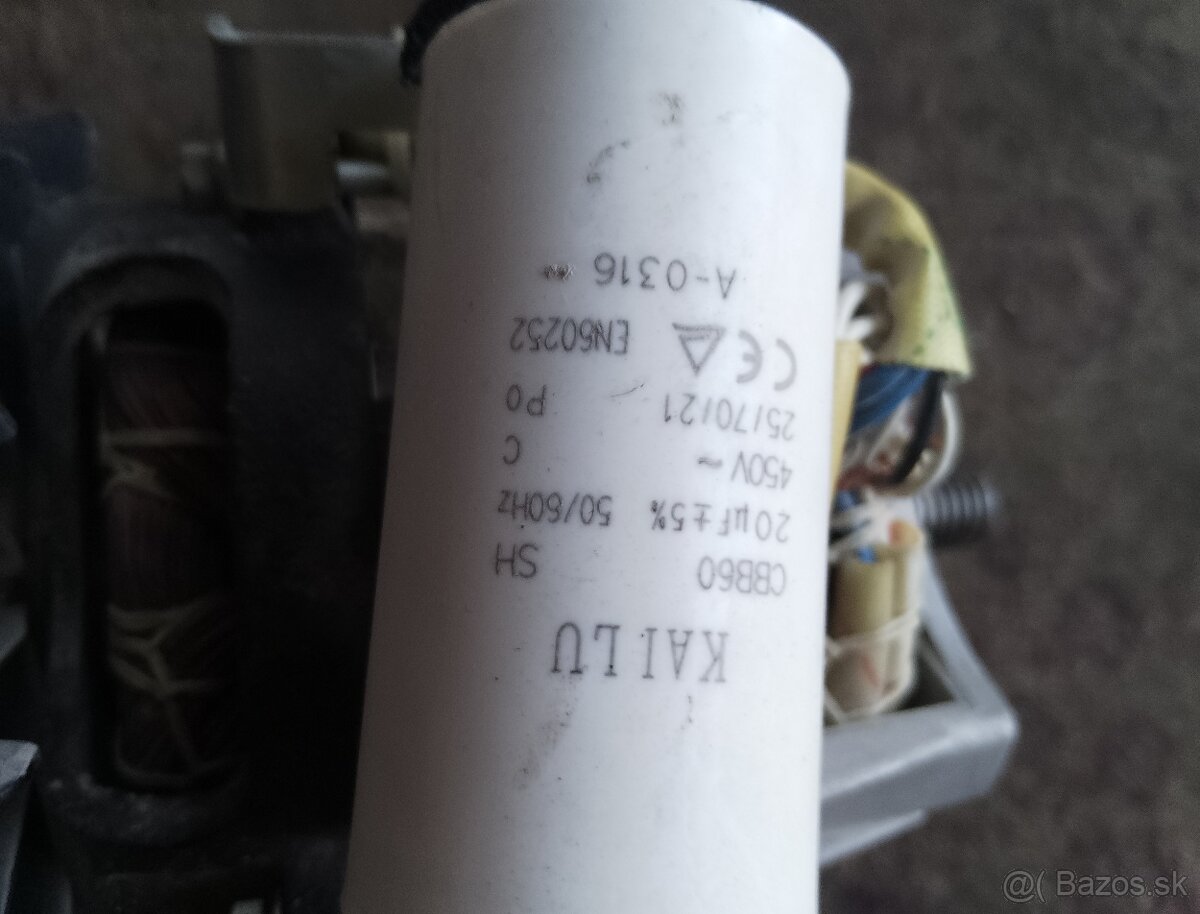 KAILU
CBB60 SH
20μF±5% 50/60Hz
450V~ C
25/70/21 P0
CE EN60252
A-0316
@( Bazos.sk